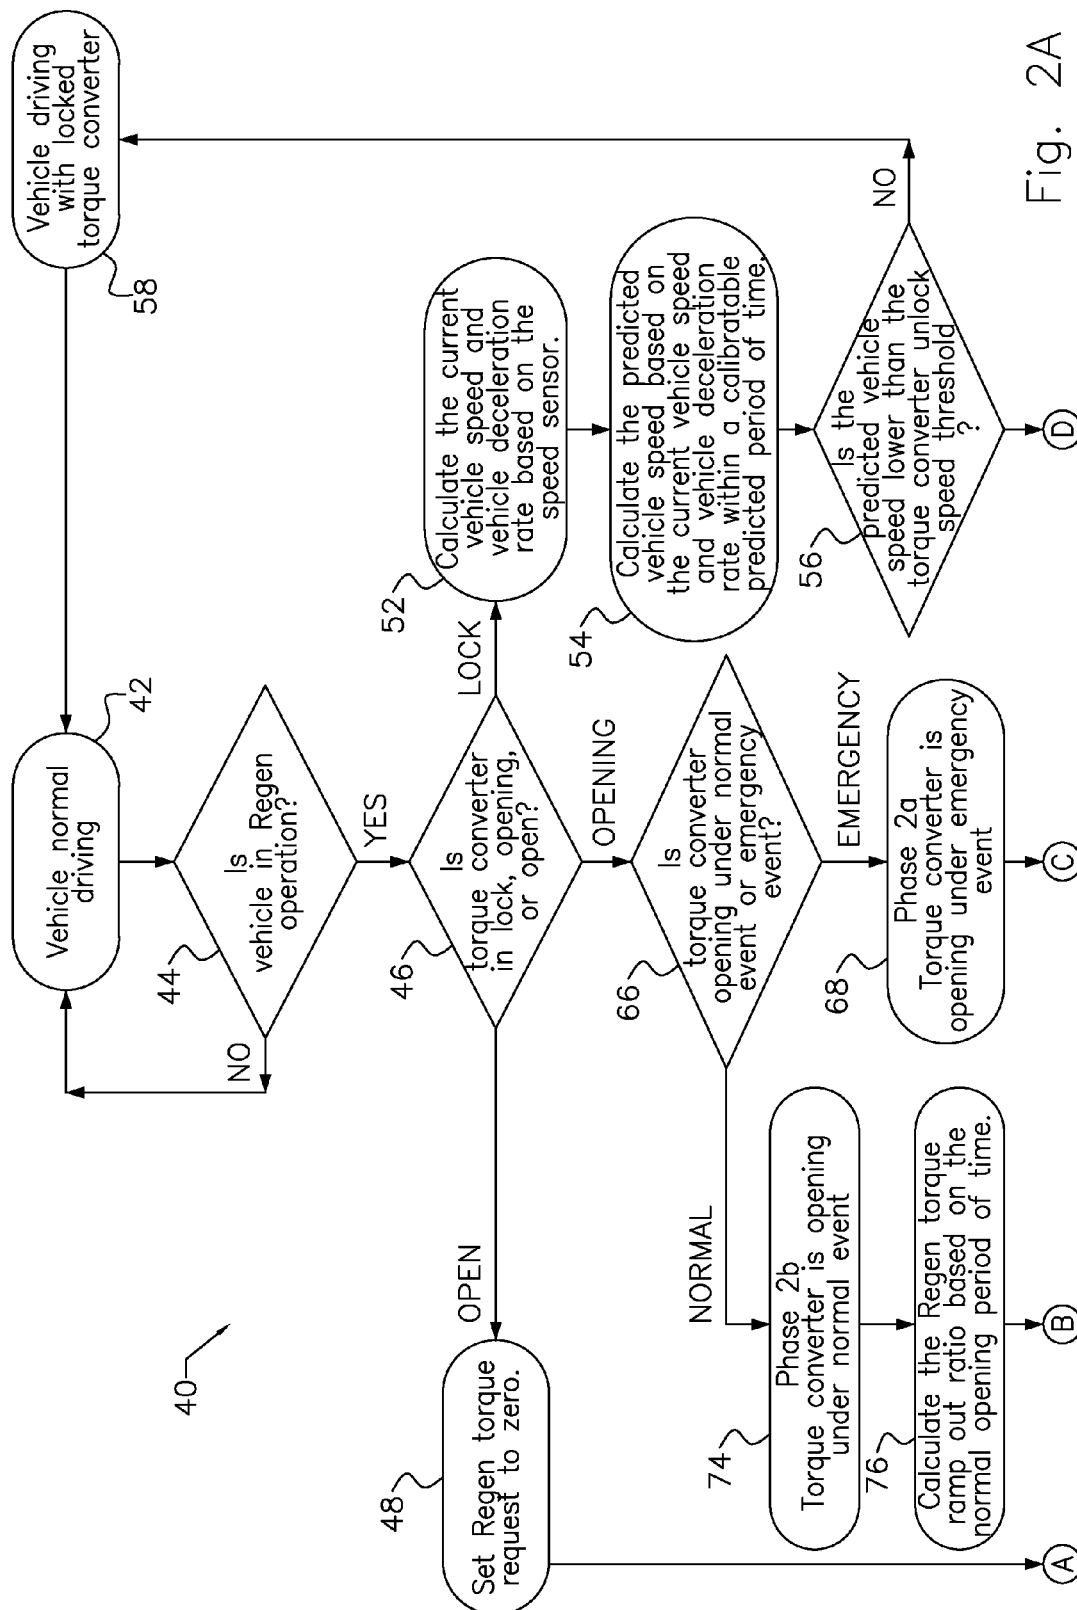 40
Vehicle normal
driving
42
Vehicle driving
with locked
torque converter
58
Is
vehicle in Regen
operation?
44
NO
YES
Is
torque converter
in lock, opening,
or open?
46
OPEN
OPENING
LOCK
Set Regen torque
request to zero.
48
Calculate the current
vehicle speed and
vehicle deceleration
rate based on the
speed sensor.
52
Calculate the predicted
vehicle speed based on
the current vehicle speed
and vehicle deceleration
rate within a calibratable
predicted period of time.
54
Is the
predicted vehicle
speed lower than the
torque converter unlock
speed threshold
?
56
NO
Is
torque converter
opening under normal
event or emergency
event?
66
NORMAL
EMERGENCY
Phase 2b
Torque converter is opening
under normal event
74
Calculate the Regen torque
ramp out ratio based on the
normal opening period of time.
76
Phase 2a
Torque converter is
opening under emergency
event
68
A
B
C
D
Fig. 2A